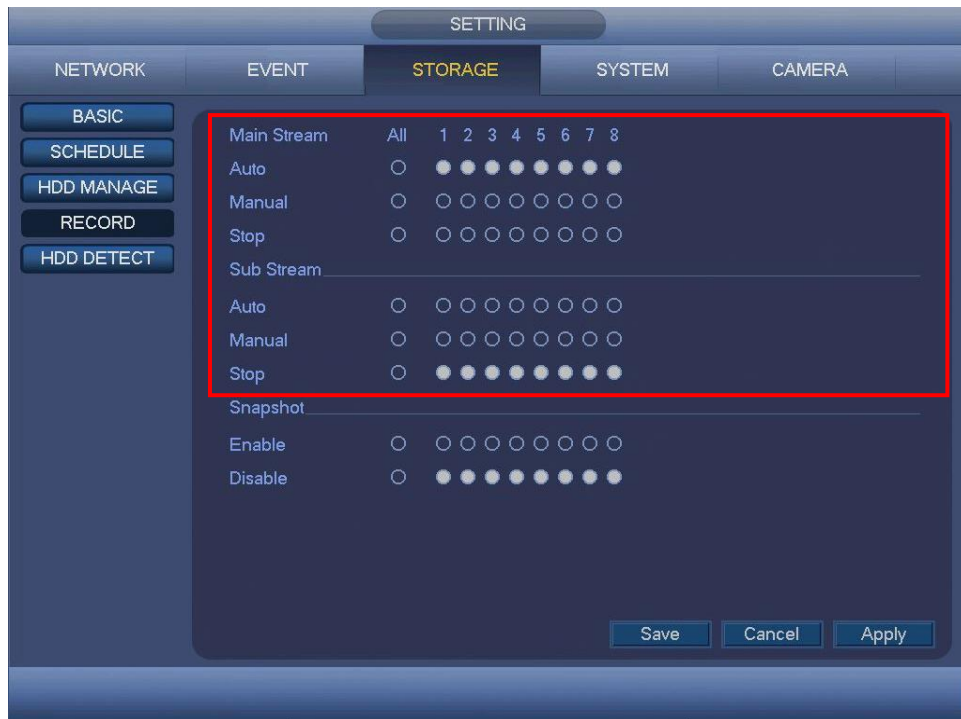 SETTING
NETWORK EVENT STORAGE SYSTEM CAMERA
BASIC
SCHEDULE
HDD MANAGE
RECORD
HDD DETECT
Main Stream All 1 2 3 4 5 6 7 8
Auto
Manual
Stop
Sub Stream
Auto
Manual
Stop
Snapshot
Enable
Disable
Save Cancel Apply